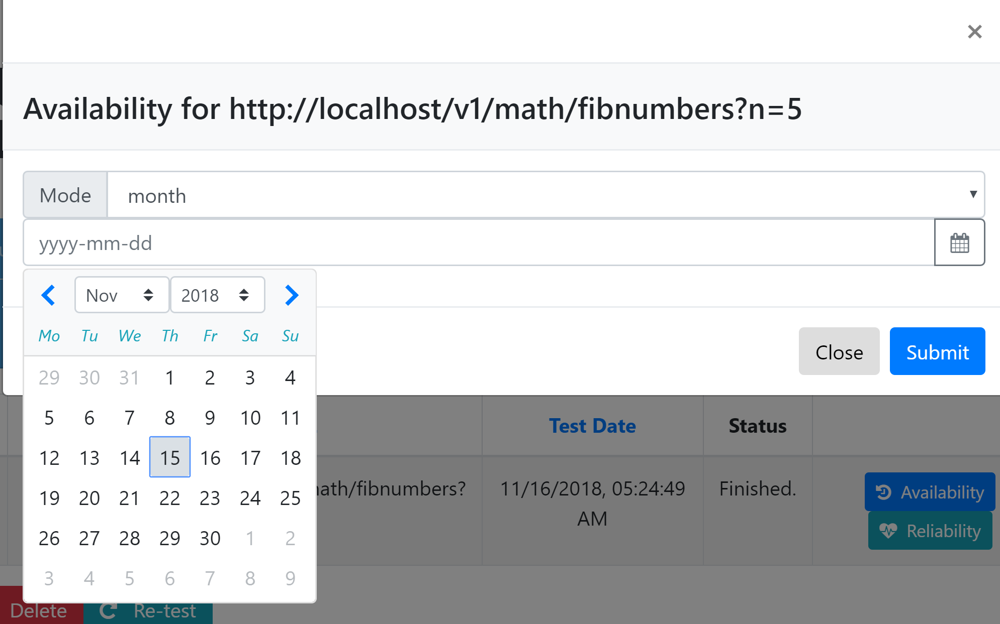 ×
Availability for http://localhost/v1/math/fibnumbers?n=5
Mode month
yyyy-mm-dd
Nov 2018
Mo Tu We Th Fr Sa Su
29 30 31 1 2 3 4
5 6 7 8 9 10 11
12 13 14 15 16 17 18
19 20 21 22 23 24 25
26 27 28 29 30 1 2
3 4 5 6 7 8 9
Close Submit
Test Date Status
ath/fibnumbers? 11/16/2018, 05:24:49 Finished.
AM
Availability
Reliability
Delete Re-test